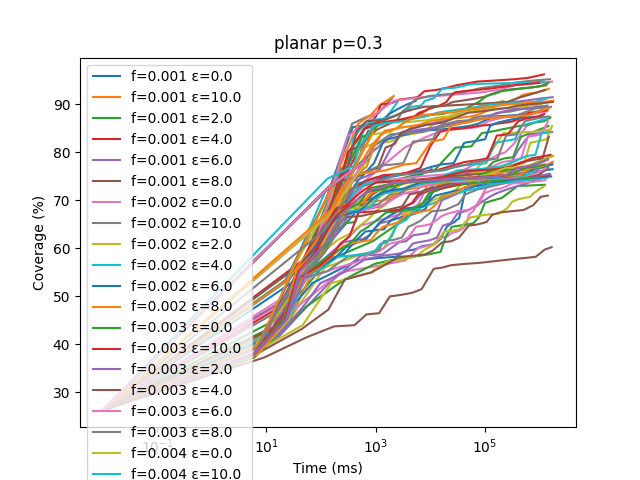 planar p=0.3
Coverage (%)
90
80
70
60
50
40
30
f=0.001 ε=0.0
f=0.001 ε=10.0
f=0.001 ε=2.0
f=0.001 ε=4.0
f=0.001 ε=6.0
f=0.001 ε=8.0
f=0.002 ε=0.0
f=0.002 ε=10.0
f=0.002 ε=2.0
f=0.002 ε=4.0
f=0.002 ε=6.0
f=0.002 ε=8.0
f=0.003 ε=0.0
f=0.003 ε=10.0
f=0.003 ε=2.0
f=0.003 ε=4.0
f=0.003 ε=6.0
f=0.003 ε=8.0
f=0.004 ε=0.0
f=0.004 ε=10.0
10⁻¹ 10¹ 10³ 10⁵
Time (ms)